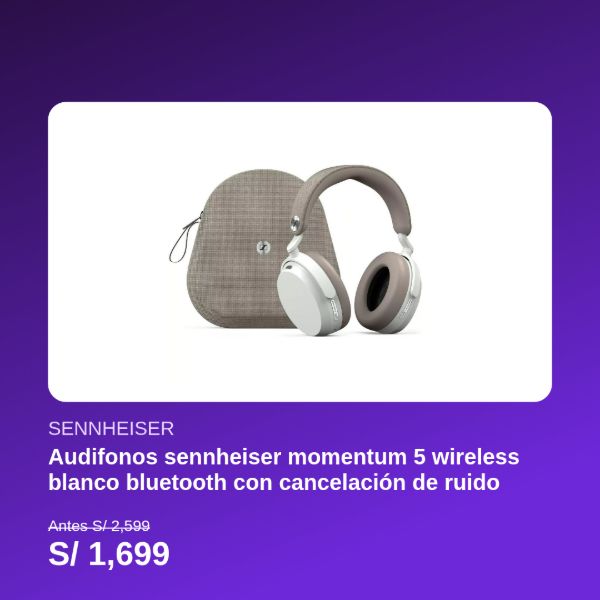 SENNHEISER
Audifonos sennheiser momentum 5 wireless
blanco bluetooth con cancelación de ruido
Antes S/ 2,599
S/ 1,699